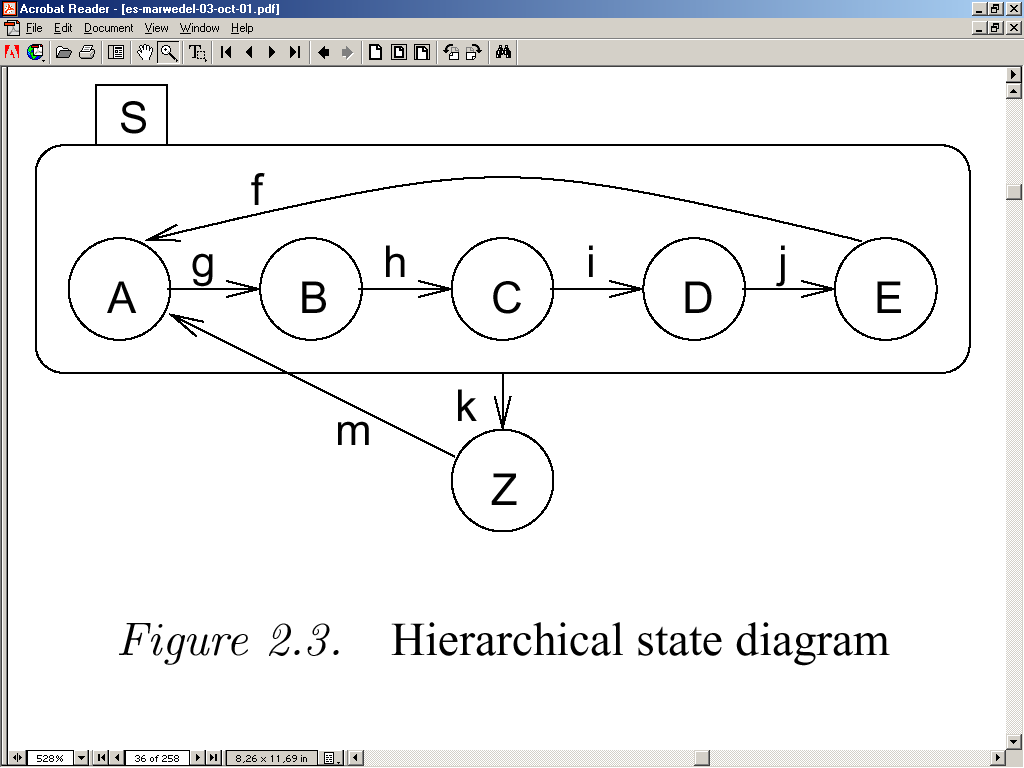 Acrobat Reader - [es-marwedel-03-oct-01.pdf]
File Edit Document View Window Help
S
f
g h i j
A B C D E
k
m
Z
Figure 2.3. Hierarchical state diagram
528% 36 of 258 8,26 x 11,69 in